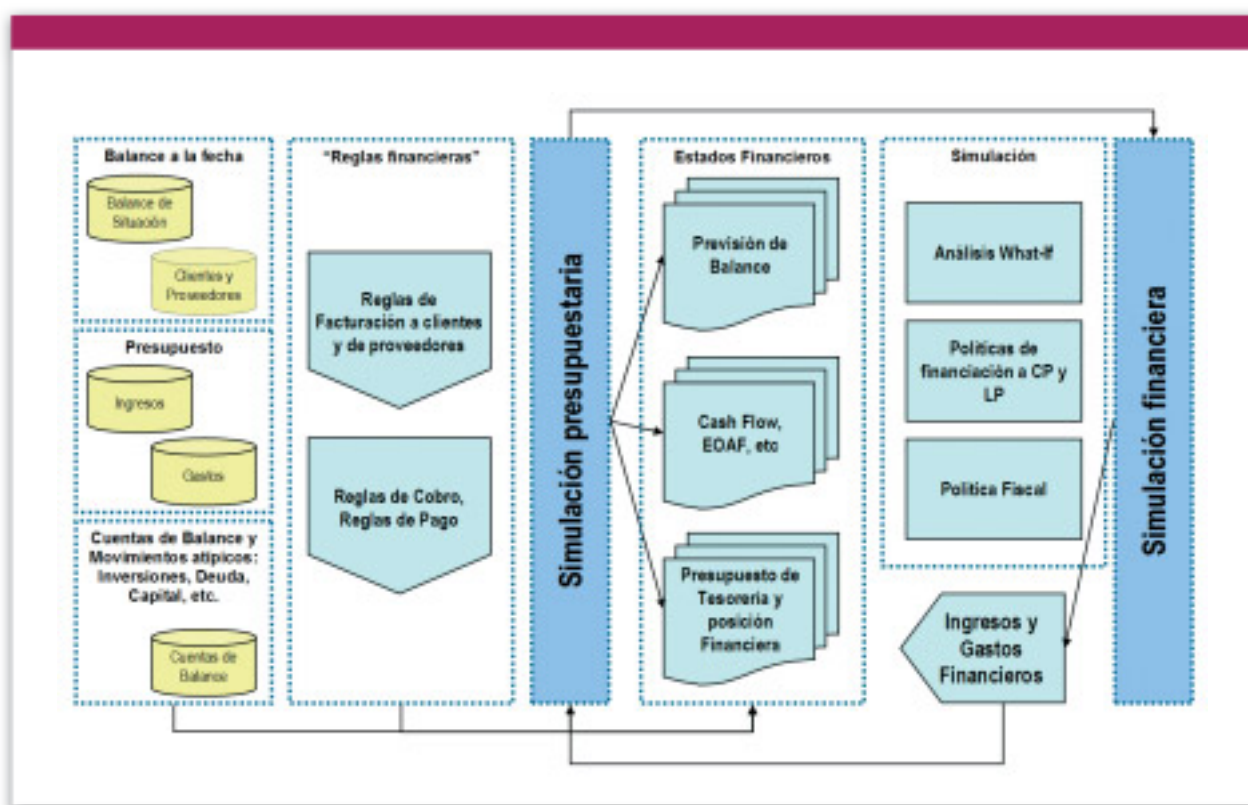 Balance a la fecha
Balance de
Situación
Clientes y
Proveedores
Presupuesto
Ingresos
Gastos
Cuentas de Balance y
Movimientos atípicos:
Inversiones, Deuda,
Capital, etc.
Cuentas de
Balance
"Reglas financieras"
Reglas de
Facturación a clientes
y de proveedores
Reglas de Cobro,
Reglas de Pago
Simulación presupuestaria
Estados Financieros
Previsión de
Balance
Cash Flow,
EOAF, etc
Presupuesto de
Tesorería y
posición
Financiera
Simulación
Análisis What-If
Políticas de
financiación a CP y
LP
Política Fiscal
Ingresos y
Gastos
Financieros
Simulación financiera